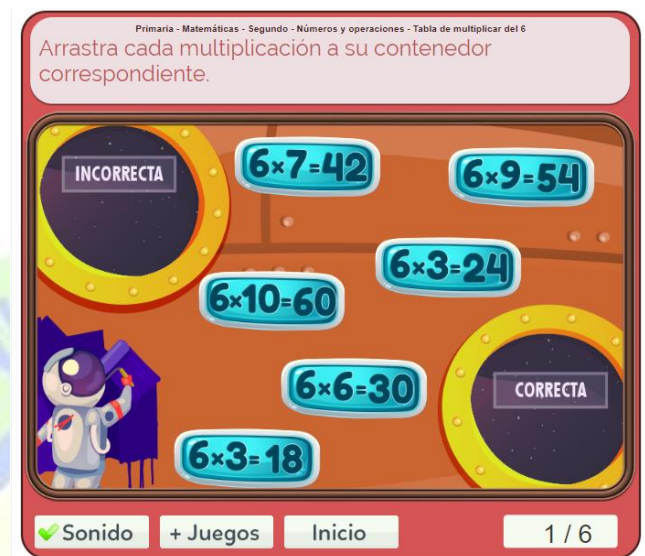 Primaria - Matemáticas - Segundo - Números y operaciones - Tabla de multiplicar del 6
Arrastra cada multiplicación a su contenedor
correspondiente.
INCORRECTA
6×7=42
6×9=54
6×3=24
6×10=60
6×6=30
CORRECTA
6×3=18
Sonido
+ Juegos
Inicio
1 / 6